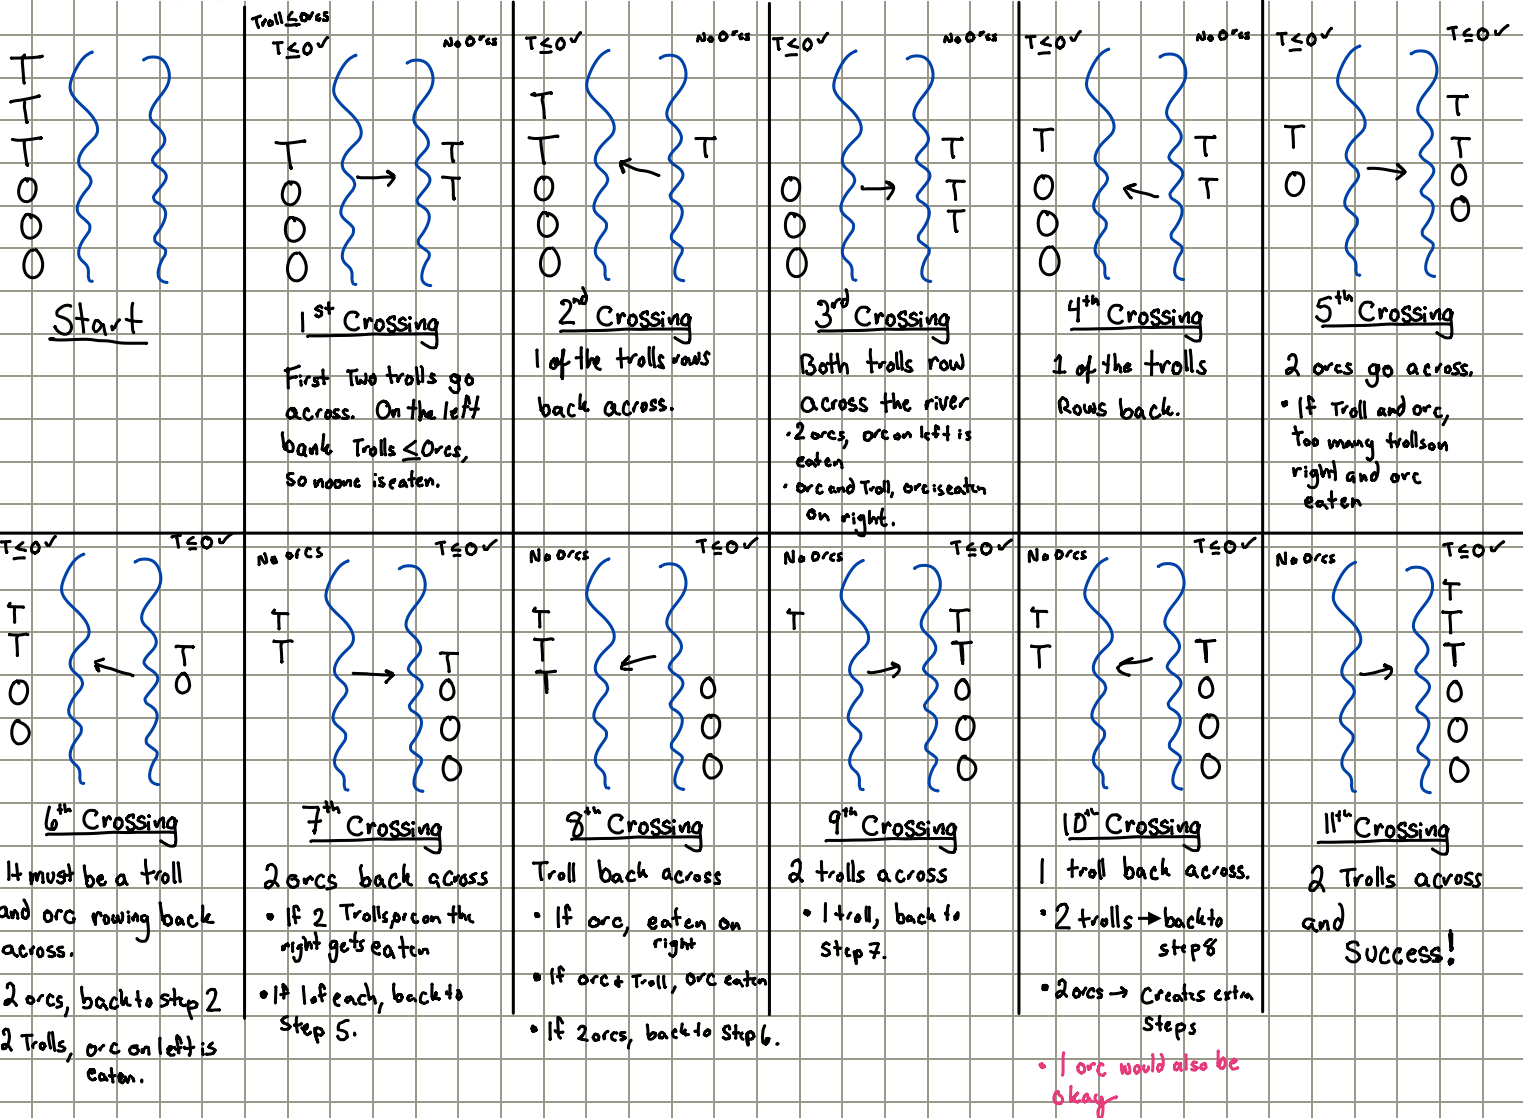 T
T
T
O
O
O
Start
Troll ≤ orcs
T ≤ O ✓
No Orcs
T
O
O
O
T
T
1st Crossing
First Two trolls go
across. On the left
bank Trolls ≤ Orcs,
so noone is eaten.
T ≤ O ✓
No Orcs
T
T
O
O
O
T
2nd Crossing
1 of the trolls rows
back across.
T ≤ O ✓
No Orcs
O
O
O
T
T
T
3rd Crossing
Both trolls row
across the river
• 2 orcs, orc on left is
eaten
• orc and Troll, orc is eaten
on right.
T ≤ O ✓
No Orcs
T
O
O
O
T
T
4th Crossing
1 of the trolls
Rows back.
T ≤ O ✓
T ≤ O ✓
T
O
T
T
O
O
5th Crossing
2 orcs go across.
• If Troll and orc,
too many trolls on
right and orc
eaten
T ≤ O ✓
T ≤ O ✓
T
T
O
O
T
O
6th Crossing
It must be a troll
and orc rowing back
across.
2 orcs, back to step 2
2 Trolls, orc on left is
eaten.
No orcs
T ≤ O ✓
T
T
T
O
O
O
7th Crossing
2 orcs back across
• If 2 Trolls, orc on the
right gets eaten
• If 1 of each, back to
Step 5.
No Orcs
T ≤ O ✓
T
T
T
O
O
O
8th Crossing
Troll back across
• If orc, eaten on
right
• If orc + Troll, orc eaten
• If 2 orcs, back to Step 6.
No Orcs
T ≤ O ✓
T
T
T
O
O
O
9th Crossing
2 trolls across
• 1 troll, back to
Step 7.
No Orcs
T ≤ O ✓
T
T
T
O
O
O
10th Crossing
1 troll back across.
• 2 trolls → back to
step 8
• 2 orcs → Creates extra
Steps
• 1 orc would also be
okay
No Orcs
T ≤ O ✓
T
T
T
O
O
O
11th Crossing
2 Trolls across
and
Success!